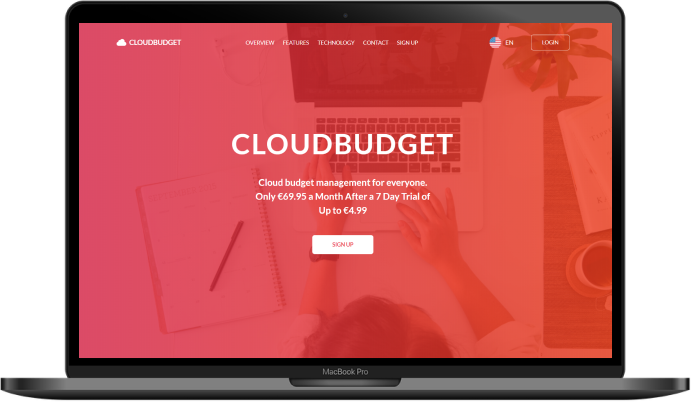 CLOUDBUDGET
OVERVIEW FEATURES TECHNOLOGY CONTACT SIGN UP
EN
LOGIN
CLOUDBUDGET
Cloud budget management for everyone.
Only €69.95 a Month After a 7 Day Trial of
Up to €4.99
SIGN UP
MacBook Pro